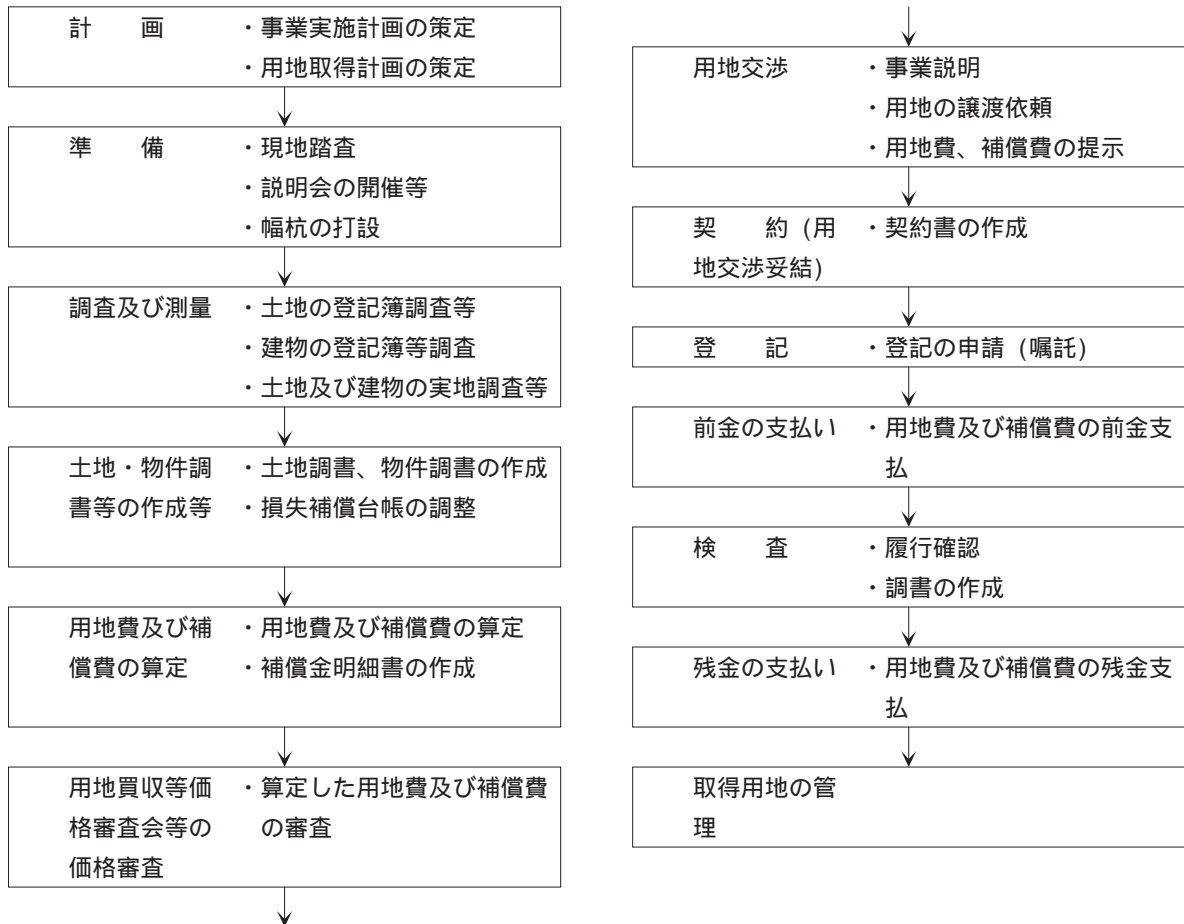 計　　画　・事業実施計画の策定
・用地取得計画の策定
準　　備　・現地踏査
・説明会の開催等
・幅杭の打設
調査及び測量　・土地の登記簿調査等
・建物の登記簿等調査
・土地及び建物の実地調査等
土地・物件調　・土地調書、物件調書の作成
書等の作成等　・損失補償台帳の調整
用地費及び補　・用地費及び補償費の算定
償費の算定　・補償金明細書の作成
用地買収等価　・算定した用地費及び補償費
格審査会等の　の審査
価格審査
用地交渉　・事業説明
・用地の譲渡依頼
・用地費、補償費の提示
契　　約（用　・契約書の作成
地交渉妥結）
登　　記　・登記の申請（嘱託）
前金の支払い　・用地費及び補償費の前金支
払
検　　査　・履行確認
・調書の作成
残金の支払い　・用地費及び補償費の残金支
払
取得用地の管
理